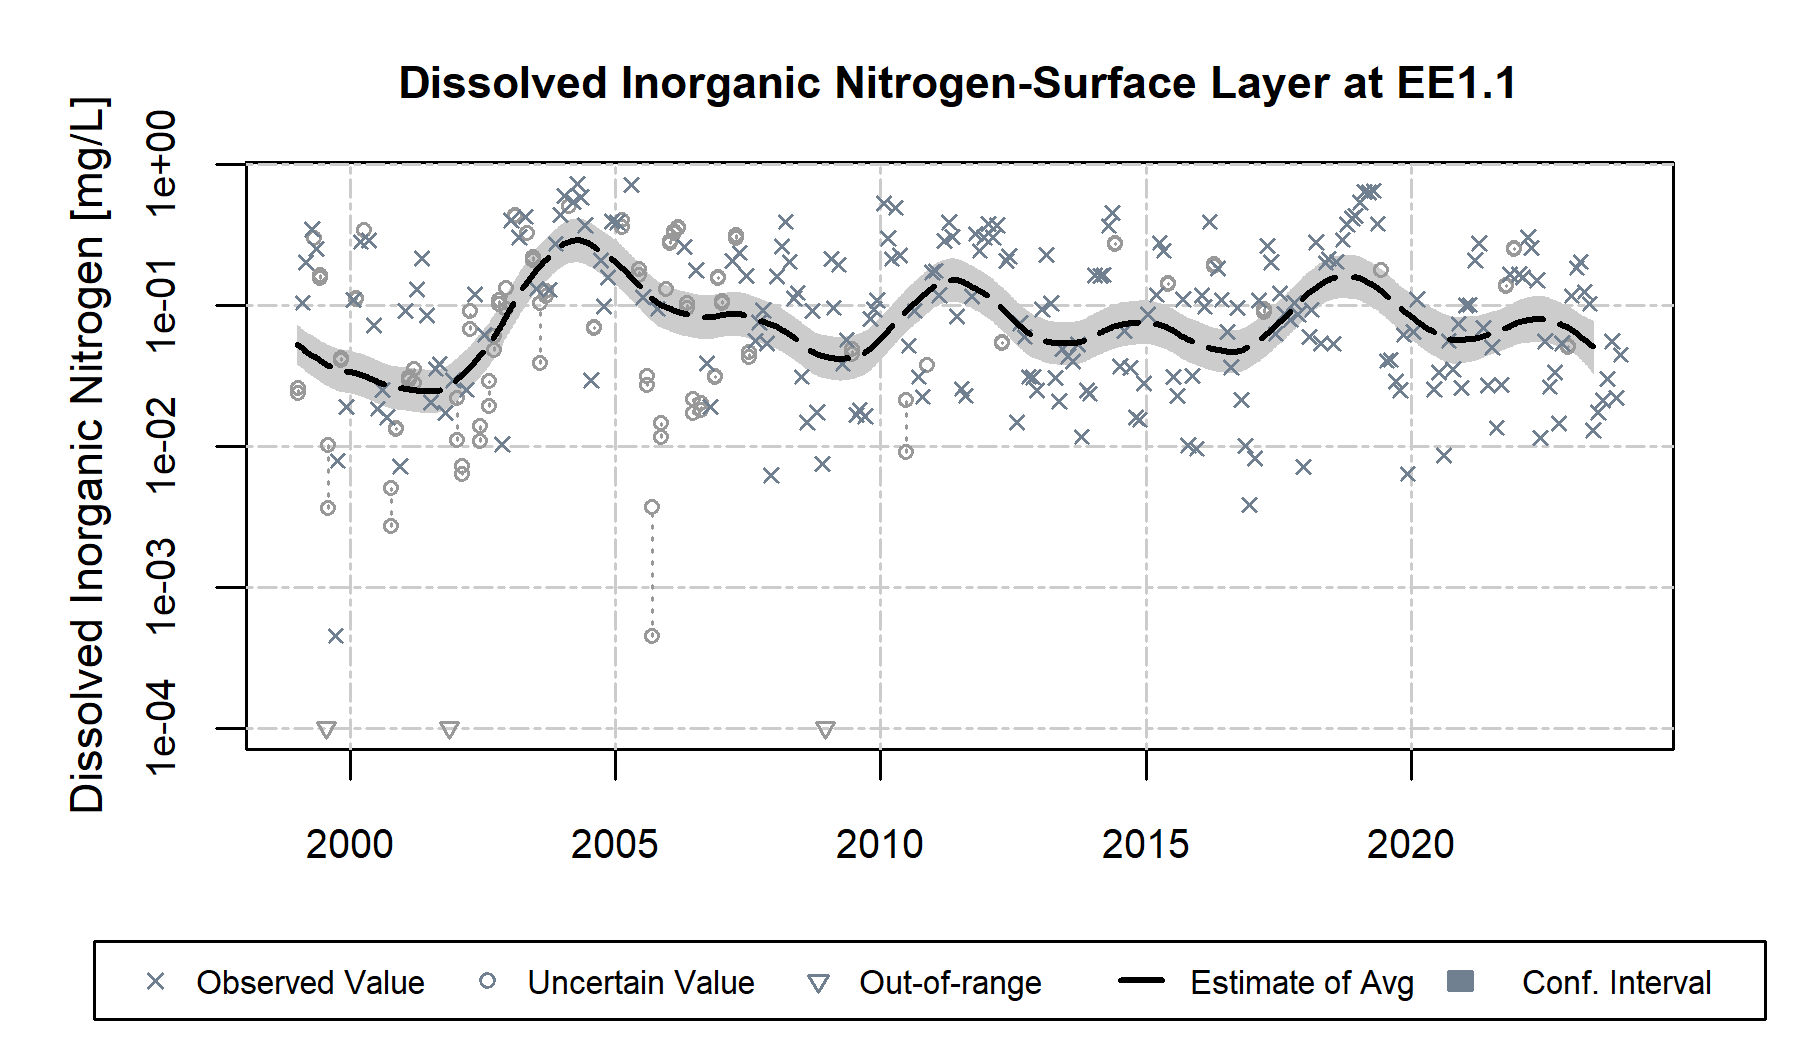 Dissolved Inorganic Nitrogen-Surface Layer at EE1.1
Dissolved Inorganic Nitrogen [mg/L]
1e+00
1e-01
1e-02
1e-03
1e-04
2000 2005 2010 2015 2020
Observed Value Uncertain Value Out-of-range Estimate of Avg Conf. Interval